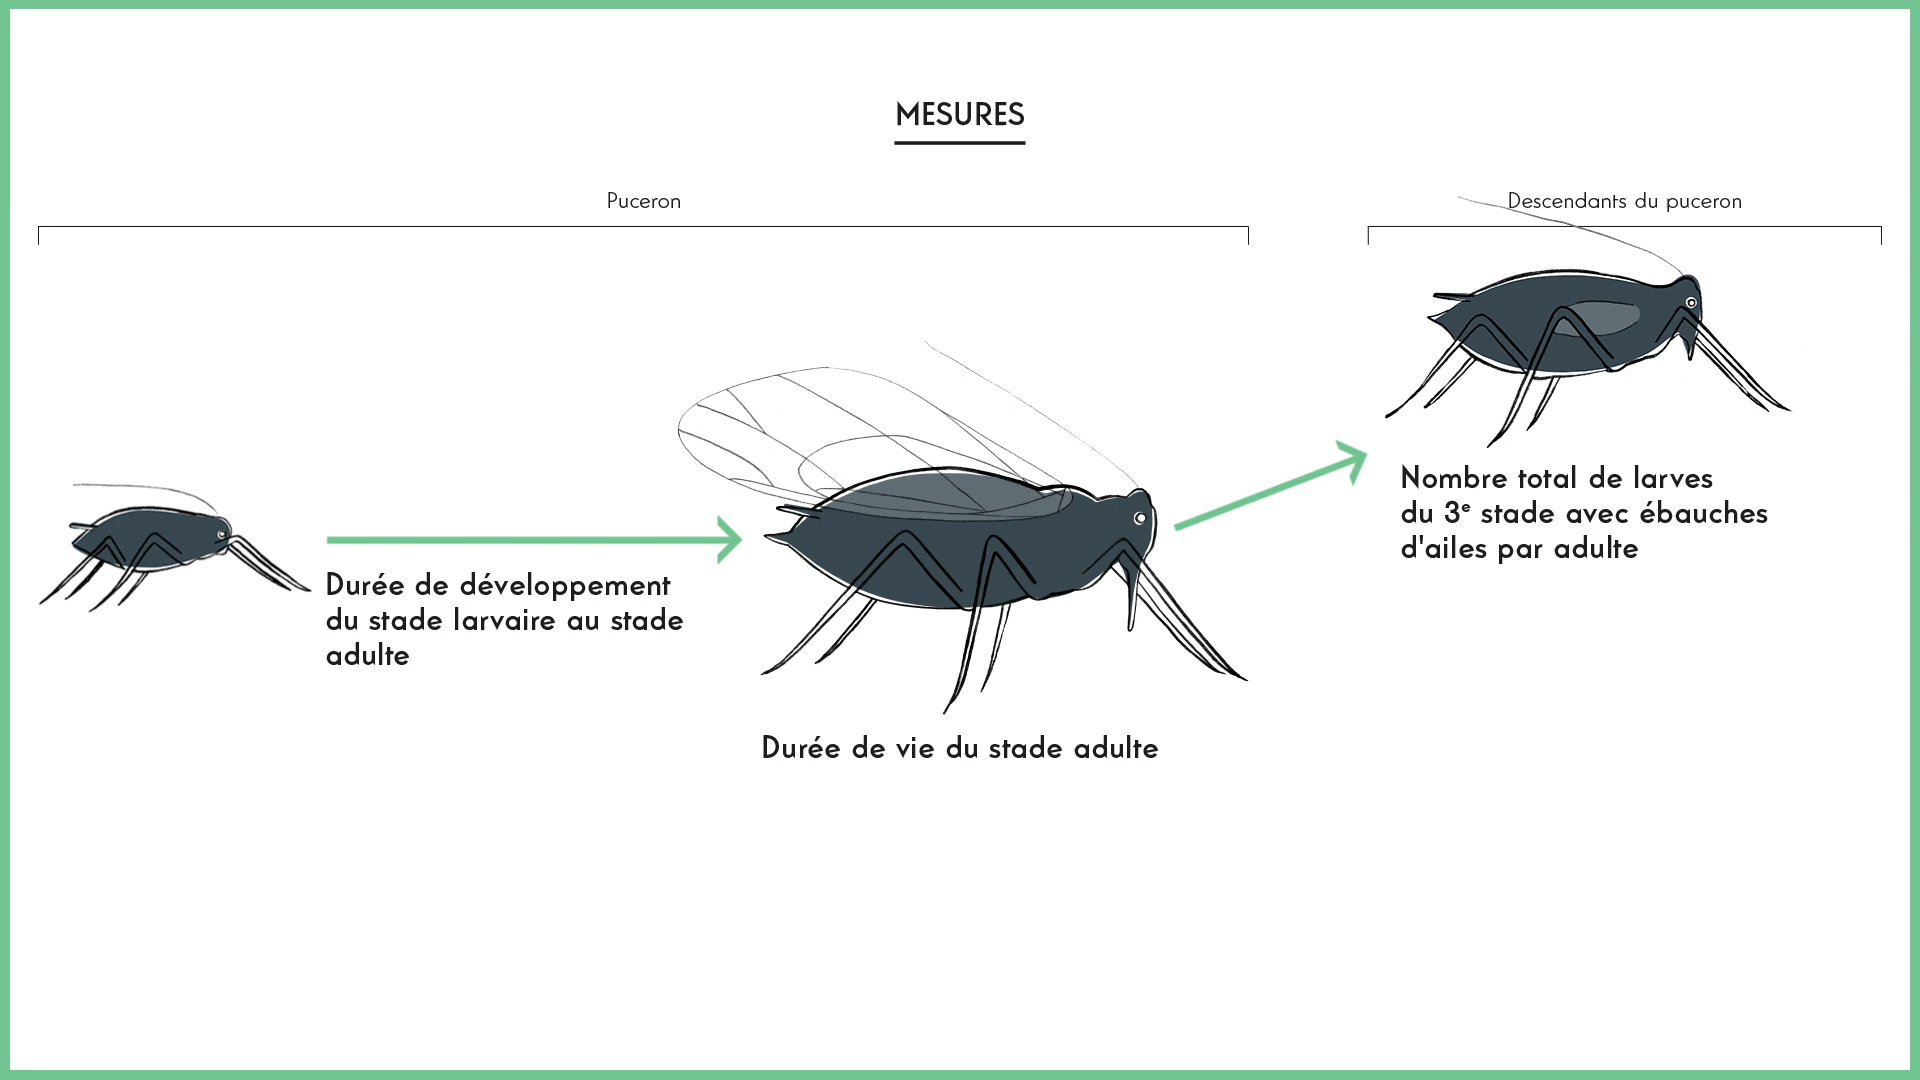 MESURES
Puceron
Descendants du puceron
Durée de développement
du stade larvaire au stade
adulte
Durée de vie du stade adulte
Nombre total de larves
du 3ᵉ stade avec ébauches
d'ailes par adulte